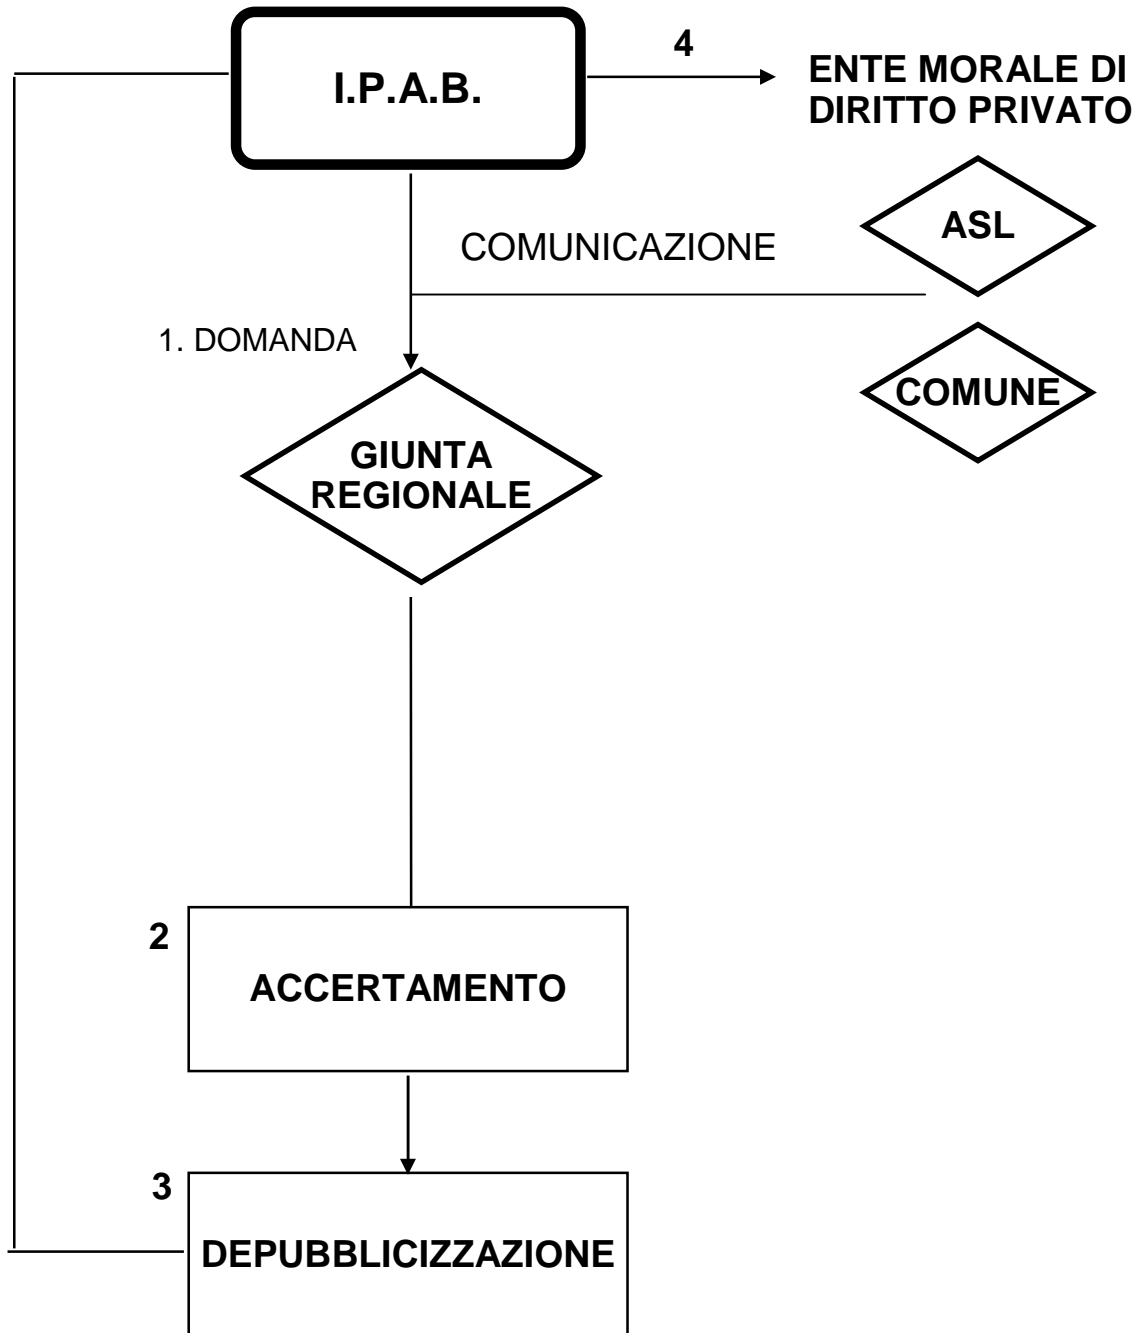 I.P.A.B.
4
ENTE MORALE DI
DIRITTO PRIVATO
ASL
COMUNICAZIONE
1. DOMANDA
COMUNE
GIUNTA
REGIONALE
2
ACCERTAMENTO
3
DEPUBBLICIZZAZIONE